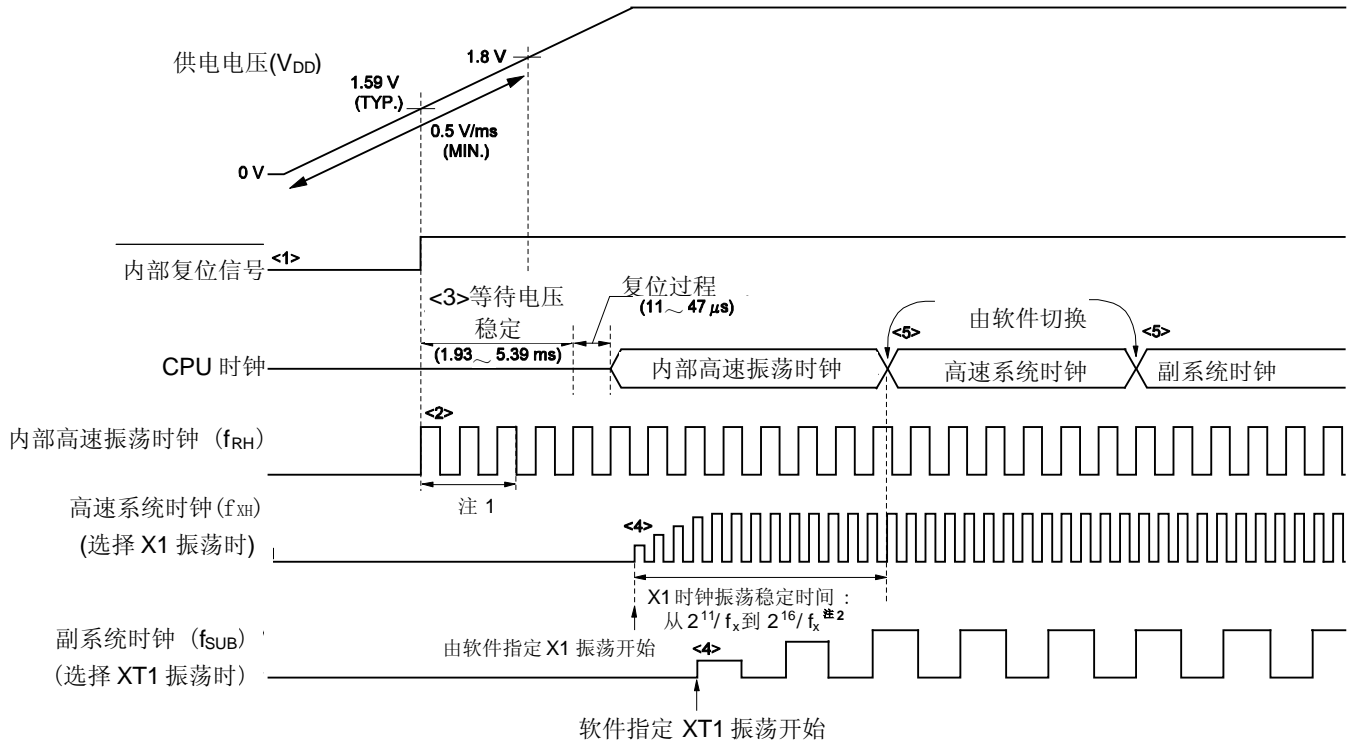 供电电压(VDD)
1.8 V
1.59 V
(TYP.)
0.5 V/ms
(MIN.)
0 V
内部复位信号
<1>
<3>等待电压
稳定
(1.93～ 5.39 ms)
复位过程
(11～ 47 μs)
<5>
由软件切换
<5>
CPU 时钟
内部高速振荡时钟
高速系统时钟
副系统时钟
<2>
内部高速振荡时钟 (fRH)
注 1
高速系统时钟(fXH)
(选择 X1 振荡时)
<4>
X1 时钟振荡稳定时间 :
从 2¹¹/ fx到 2¹⁶/ fx 注 2
由软件指定 X1 振荡开始
副系统时钟 (fSUB)
(选择 XT1 振荡时)
<4>
软件指定 XT1 振荡开始